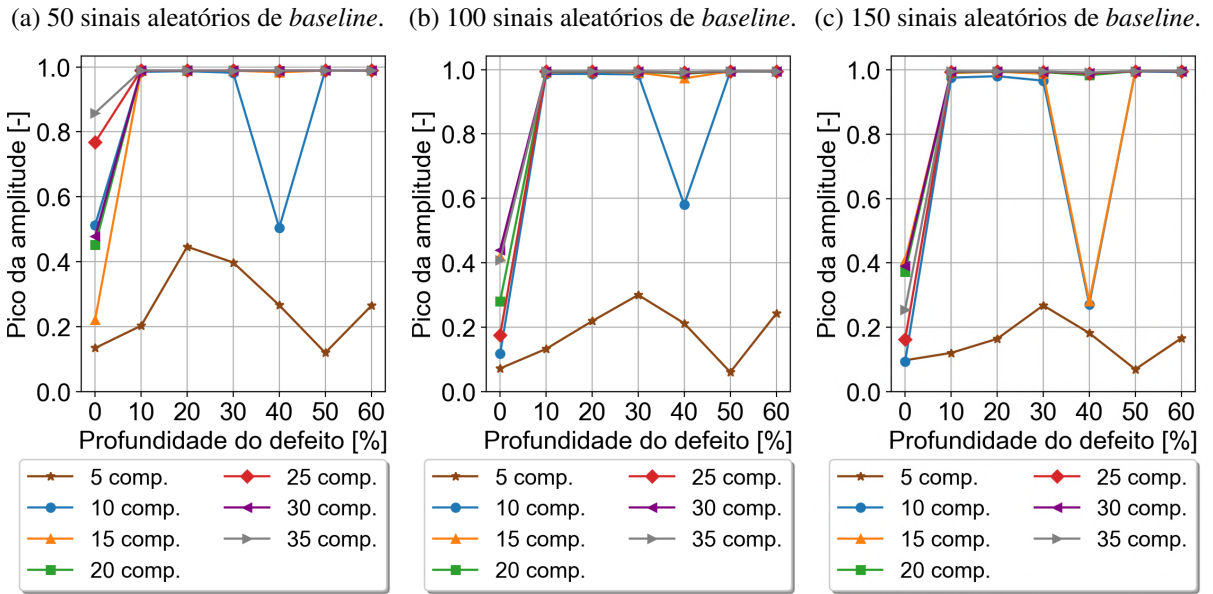 (a) 50 sinais aleatórios de baseline.
(b) 100 sinais aleatórios de baseline.
(c) 150 sinais aleatórios de baseline.
Pico da amplitude [-]
1.0
0.8
0.6
0.4
0.2
0.0
0 10 20 30 40 50 60
Profundidade do defeito [%]
5 comp.
10 comp.
15 comp.
20 comp.
25 comp.
30 comp.
35 comp.
Pico da amplitude [-]
1.0
0.8
0.6
0.4
0.2
0.0
0 10 20 30 40 50 60
Profundidade do defeito [%]
5 comp.
10 comp.
15 comp.
20 comp.
25 comp.
30 comp.
35 comp.
Pico da amplitude [-]
1.0
0.8
0.6
0.4
0.2
0.0
0 10 20 30 40 50 60
Profundidade do defeito [%]
5 comp.
10 comp.
15 comp.
20 comp.
25 comp.
30 comp.
35 comp.